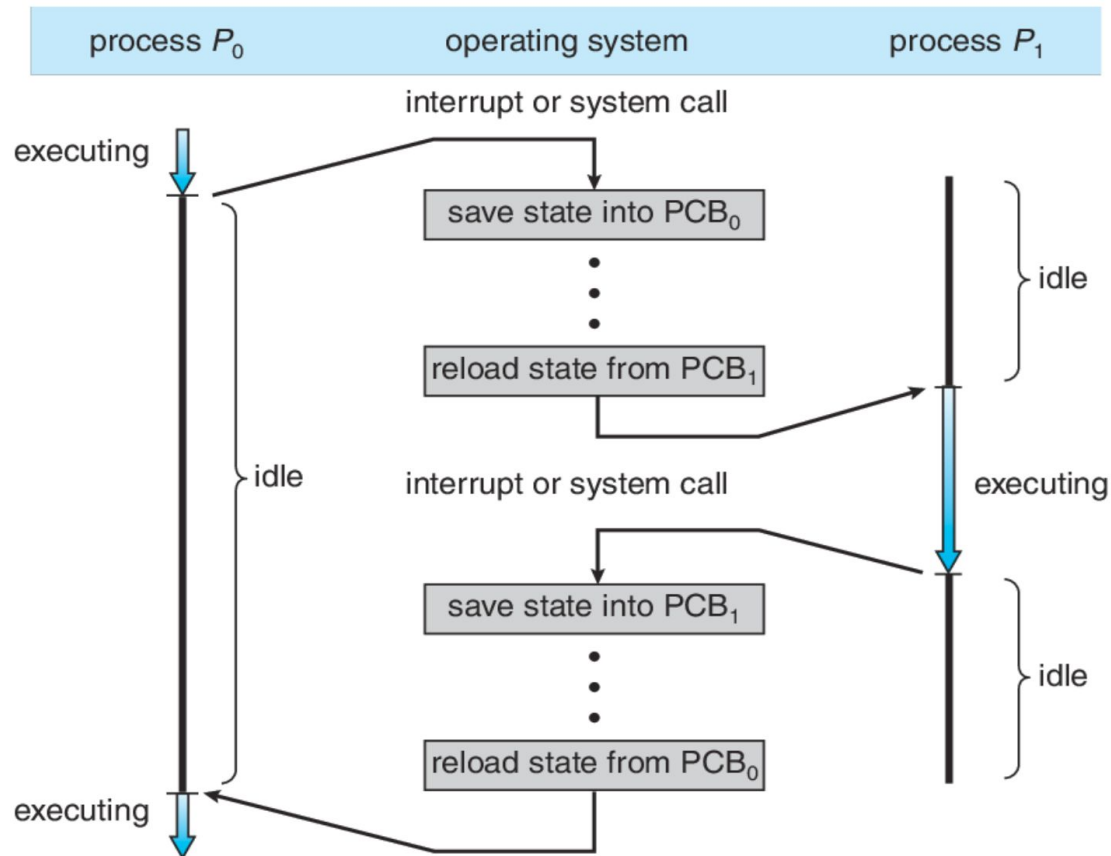 process P₀ operating system process P₁
interrupt or system call
executing
save state into PCB₀
idle
reload state from PCB₁
idle
interrupt or system call
executing
save state into PCB₁
idle
reload state from PCB₀
executing